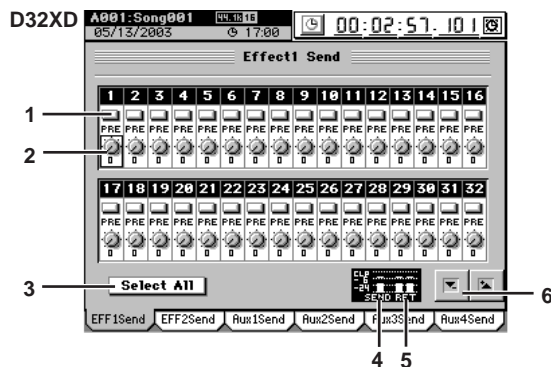 D32XD
A001:Song001 44.1K 16
05/13/2003 17:00
00:02:57.101
Effect1 Send
1 2 3 4 5 6 7 8 9 10 11 12 13 14 15 16
PRE PRE PRE PRE PRE PRE PRE PRE PRE PRE PRE PRE PRE PRE PRE PRE
0 0 0 0 0 0 0 0 0 0 0 0 0 0 0 0
17 18 19 20 21 22 23 24 25 26 27 28 29 30 31 32
PRE PRE PRE PRE PRE PRE PRE PRE PRE PRE PRE PRE PRE PRE PRE PRE
0 0 0 0 0 0 0 0 0 0 0 0 0 0 0 0
Select All
CLP
-6
-24
SEND RET
EFF1Send EFF2Send Aux1Send Aux2Send Aux3Send Aux4Send
1
2
3
4 5
6